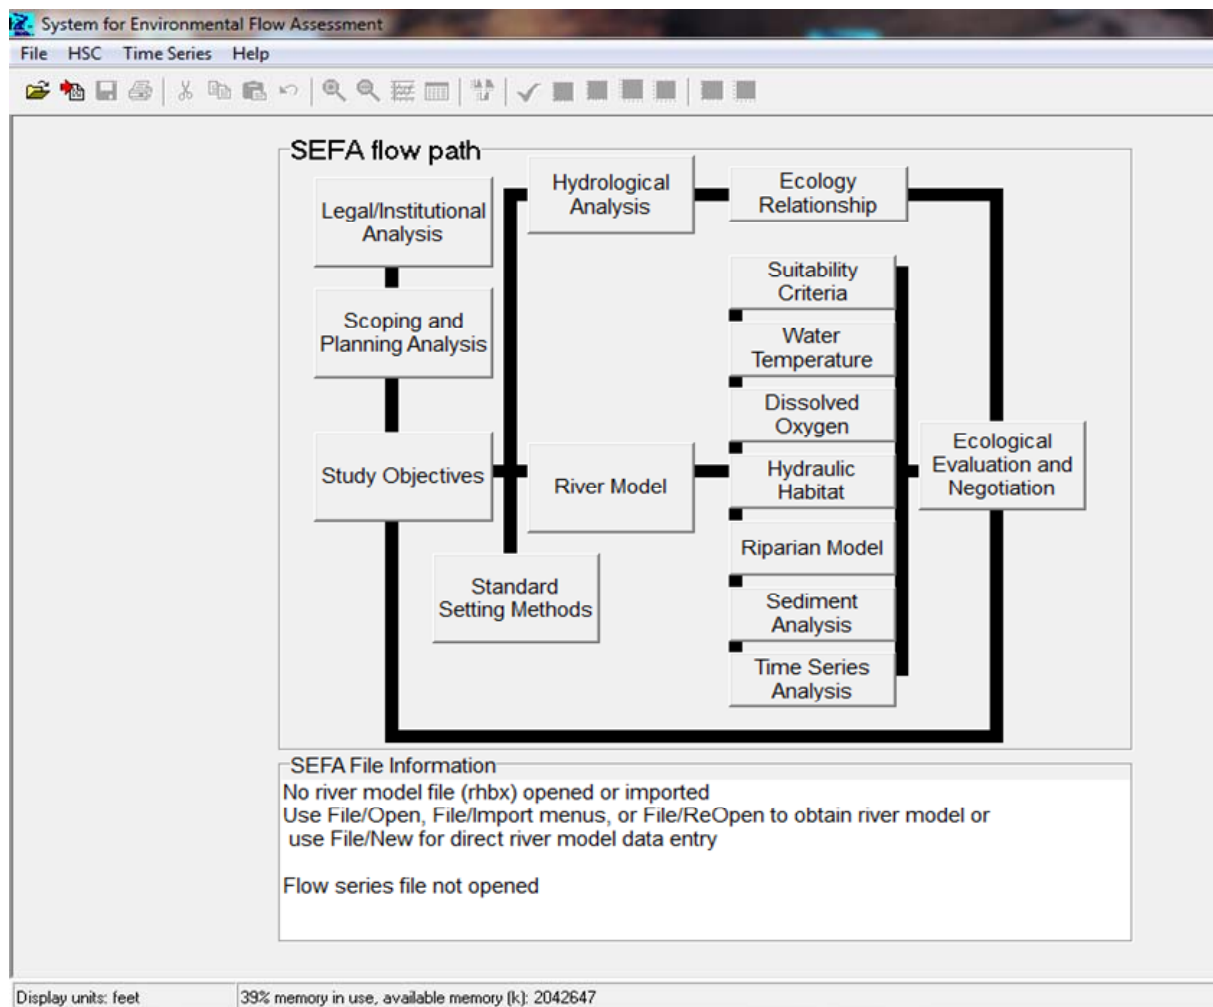 System for Environmental Flow Assessment
File HSC Time Series Help
SEFA flow path
Legal/Institutional
Analysis
Scoping and
Planning Analysis
Study Objectives
Hydrological
Analysis
River Model
Standard
Setting Methods
Ecology
Relationship
Suitability
Criteria
Water
Temperature
Dissolved
Oxygen
Hydraulic
Habitat
Riparian Model
Sediment
Analysis
Time Series
Analysis
Ecological
Evaluation and
Negotiation
SEFA File Information
No river model file (rhbx) opened or imported
Use File/Open, File/Import menus, or File/ReOpen to obtain river model or
use File/New for direct river model data entry
Flow series file not opened
Display units: feet
39% memory in use, available memory (k): 2042647